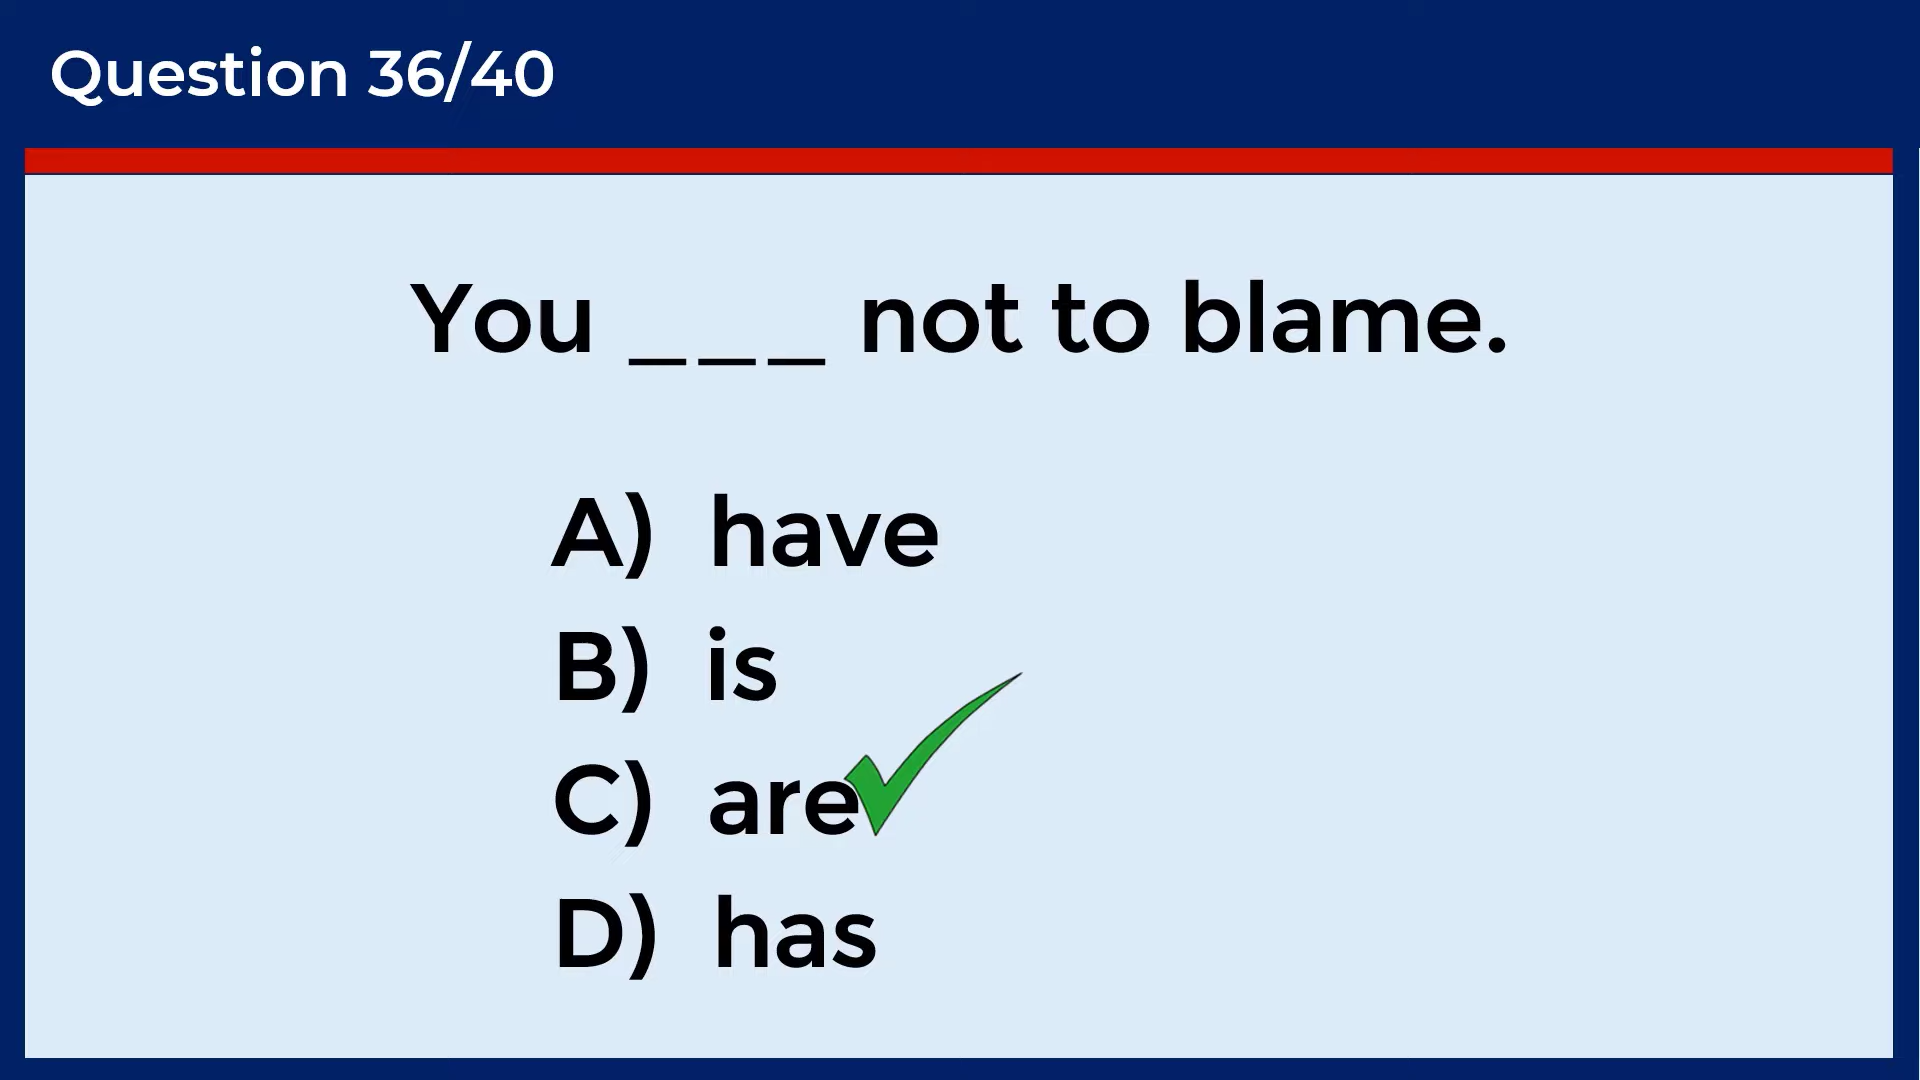 Question 36/40
You ___ not to blame.
A) have
B) is
C) are
D) has